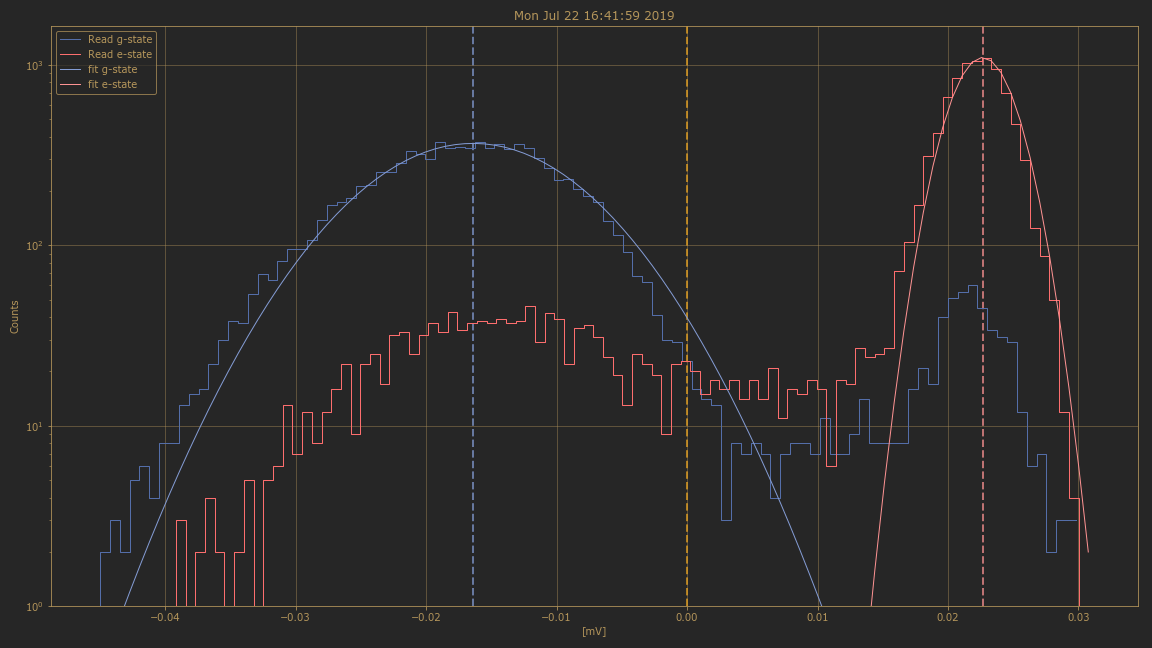 Mon Jul 22 16:41:59 2019
Read g-state
Read e-state
fit g-state
fit e-state
10³
10²
10¹
10⁰
Counts
−0.04 −0.03 −0.02 −0.01 0.00 0.01 0.02 0.03
[mV]